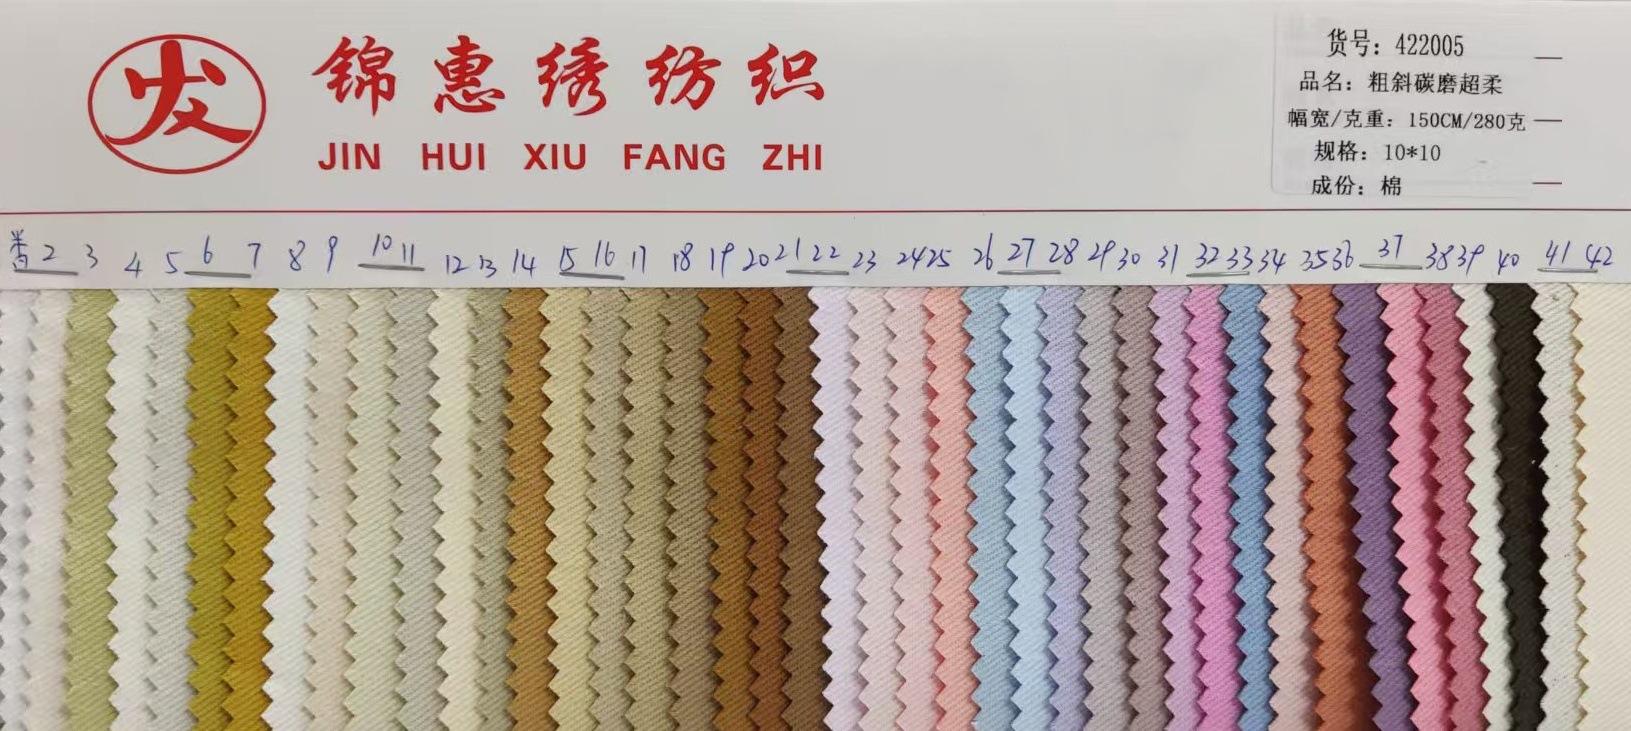 发
锦惠绣纺织
JIN HUI XIU FANG ZHI
货号：422005
品名：粗斜碳磨超柔
幅宽/克重：150CM/280克
规格：10*10
成份：棉
2 3 4 5 6 7 8 9 10 11 12 13 14 15 16 17 18 19 20 21 22 23 24 25 26 27 28 29 30 31 32 33 34 35 36 37 38 39 40 41 42